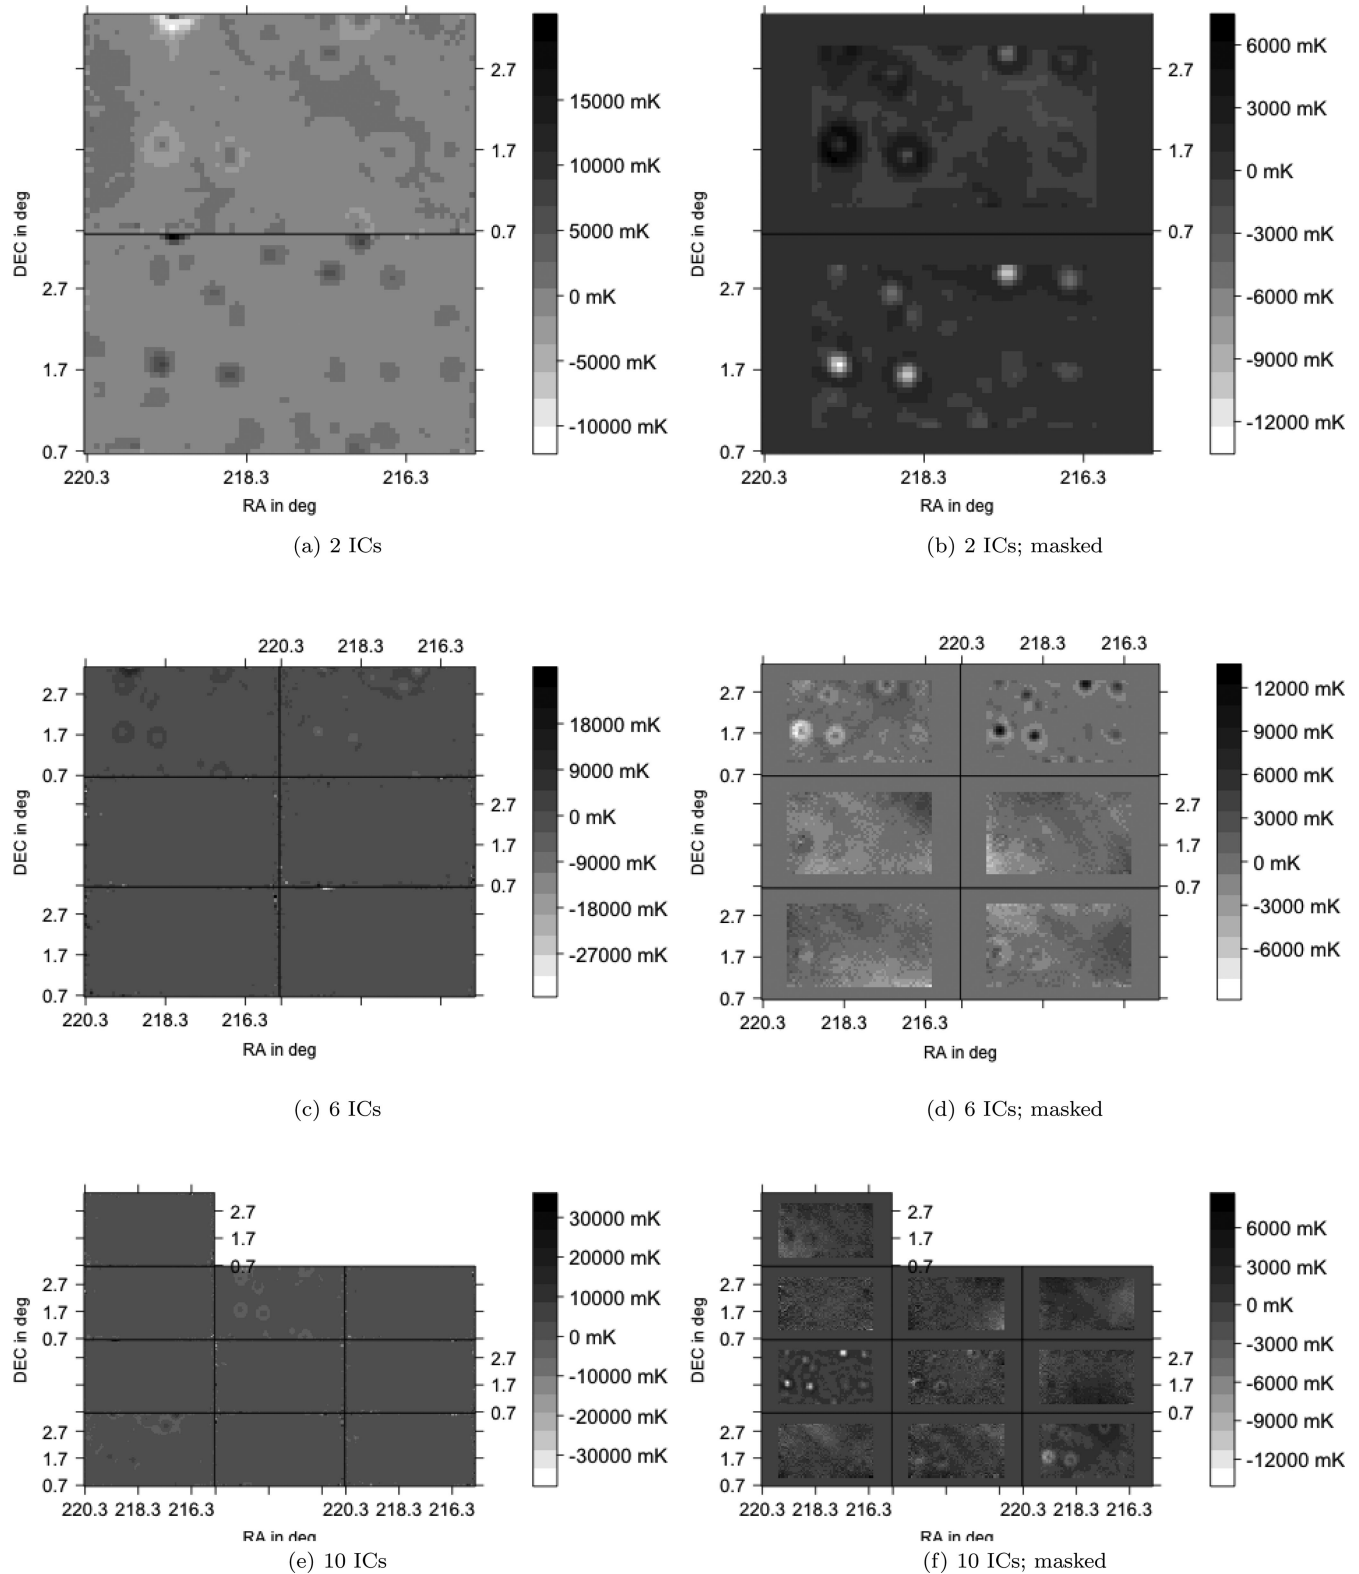 2.7
1.7
0.7
2.7
1.7
0.7
DEC in deg
220.3 218.3 216.3
RA in deg
15000 mK
10000 mK
5000 mK
0 mK
-5000 mK
-10000 mK
(a) 2 ICs
2.7
1.7
0.7
2.7
1.7
0.7
DEC in deg
220.3 218.3 216.3
RA in deg
6000 mK
3000 mK
0 mK
-3000 mK
-6000 mK
-9000 mK
-12000 mK
(b) 2 ICs; masked
220.3 218.3 216.3
2.7
1.7
0.7
2.7
1.7
0.7
2.7
1.7
0.7
DEC in deg
220.3 218.3 216.3
RA in deg
18000 mK
9000 mK
0 mK
-9000 mK
-18000 mK
-27000 mK
(c) 6 ICs
220.3 218.3 216.3
2.7
1.7
0.7
2.7
1.7
0.7
2.7
1.7
0.7
DEC in deg
220.3 218.3 216.3
RA in deg
12000 mK
9000 mK
6000 mK
3000 mK
0 mK
-3000 mK
-6000 mK
(d) 6 ICs; masked
2.7
1.7
0.7
2.7
1.7
0.7
2.7
1.7
0.7
2.7
1.7
0.7
DEC in deg
220.3 218.3 216.3 220.3 218.3 216.3
RA in deg
30000 mK
20000 mK
10000 mK
0 mK
-10000 mK
-20000 mK
-30000 mK
(e) 10 ICs
2.7
1.7
0.7
2.7
1.7
0.7
2.7
1.7
0.7
2.7
1.7
0.7
DEC in deg
220.3 218.3 216.3 220.3 218.3 216.3
RA in deg
6000 mK
3000 mK
0 mK
-3000 mK
-6000 mK
-9000 mK
-12000 mK
(f) 10 ICs; masked